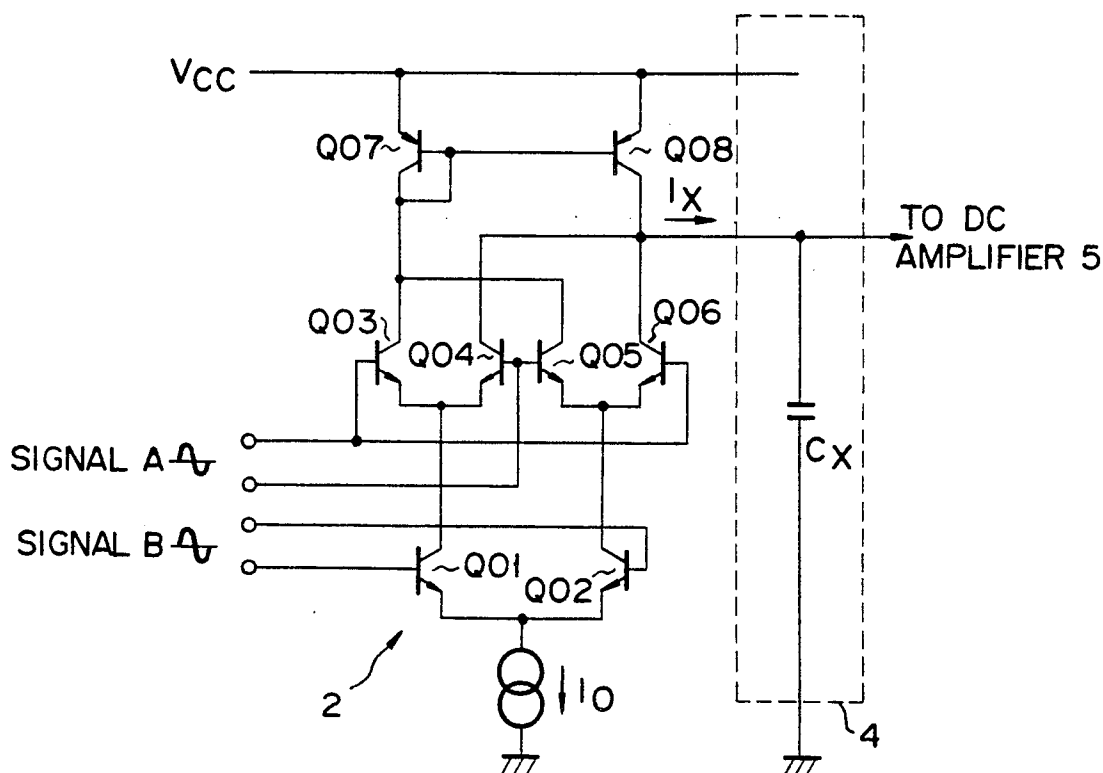 VCC
Q07
Q08
IX
TO DC
AMPLIFIER 5
Q03
Q04
Q05
Q06
SIGNAL A
CX
SIGNAL B
Q01
Q02
2
IO
4